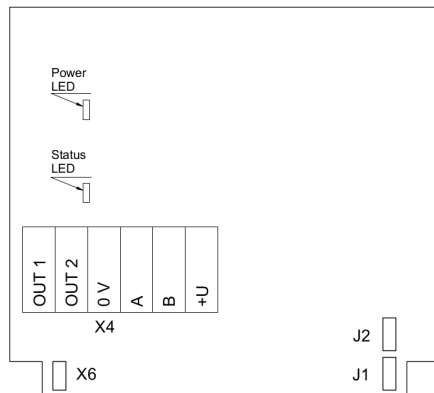 Power
LED
Status
LED
OUT 1
OUT 2
0 V
A
B
+U
X4
J2
X6
J1